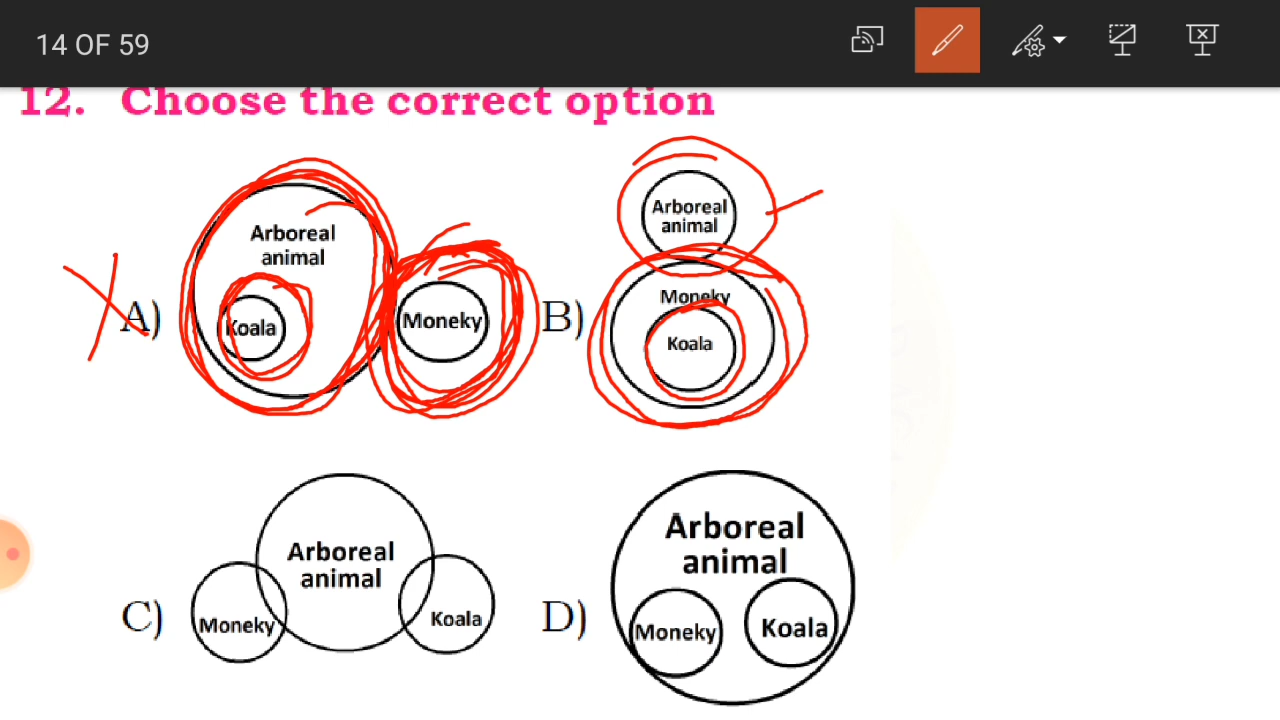 14 OF 59
12. Choose the correct option
A)
Arboreal
animal
Koala
Moneky
B)
Arboreal
animal
Moneky
Koala
C)
Arboreal
animal
Moneky
Koala
D)
Arboreal
animal
Moneky
Koala